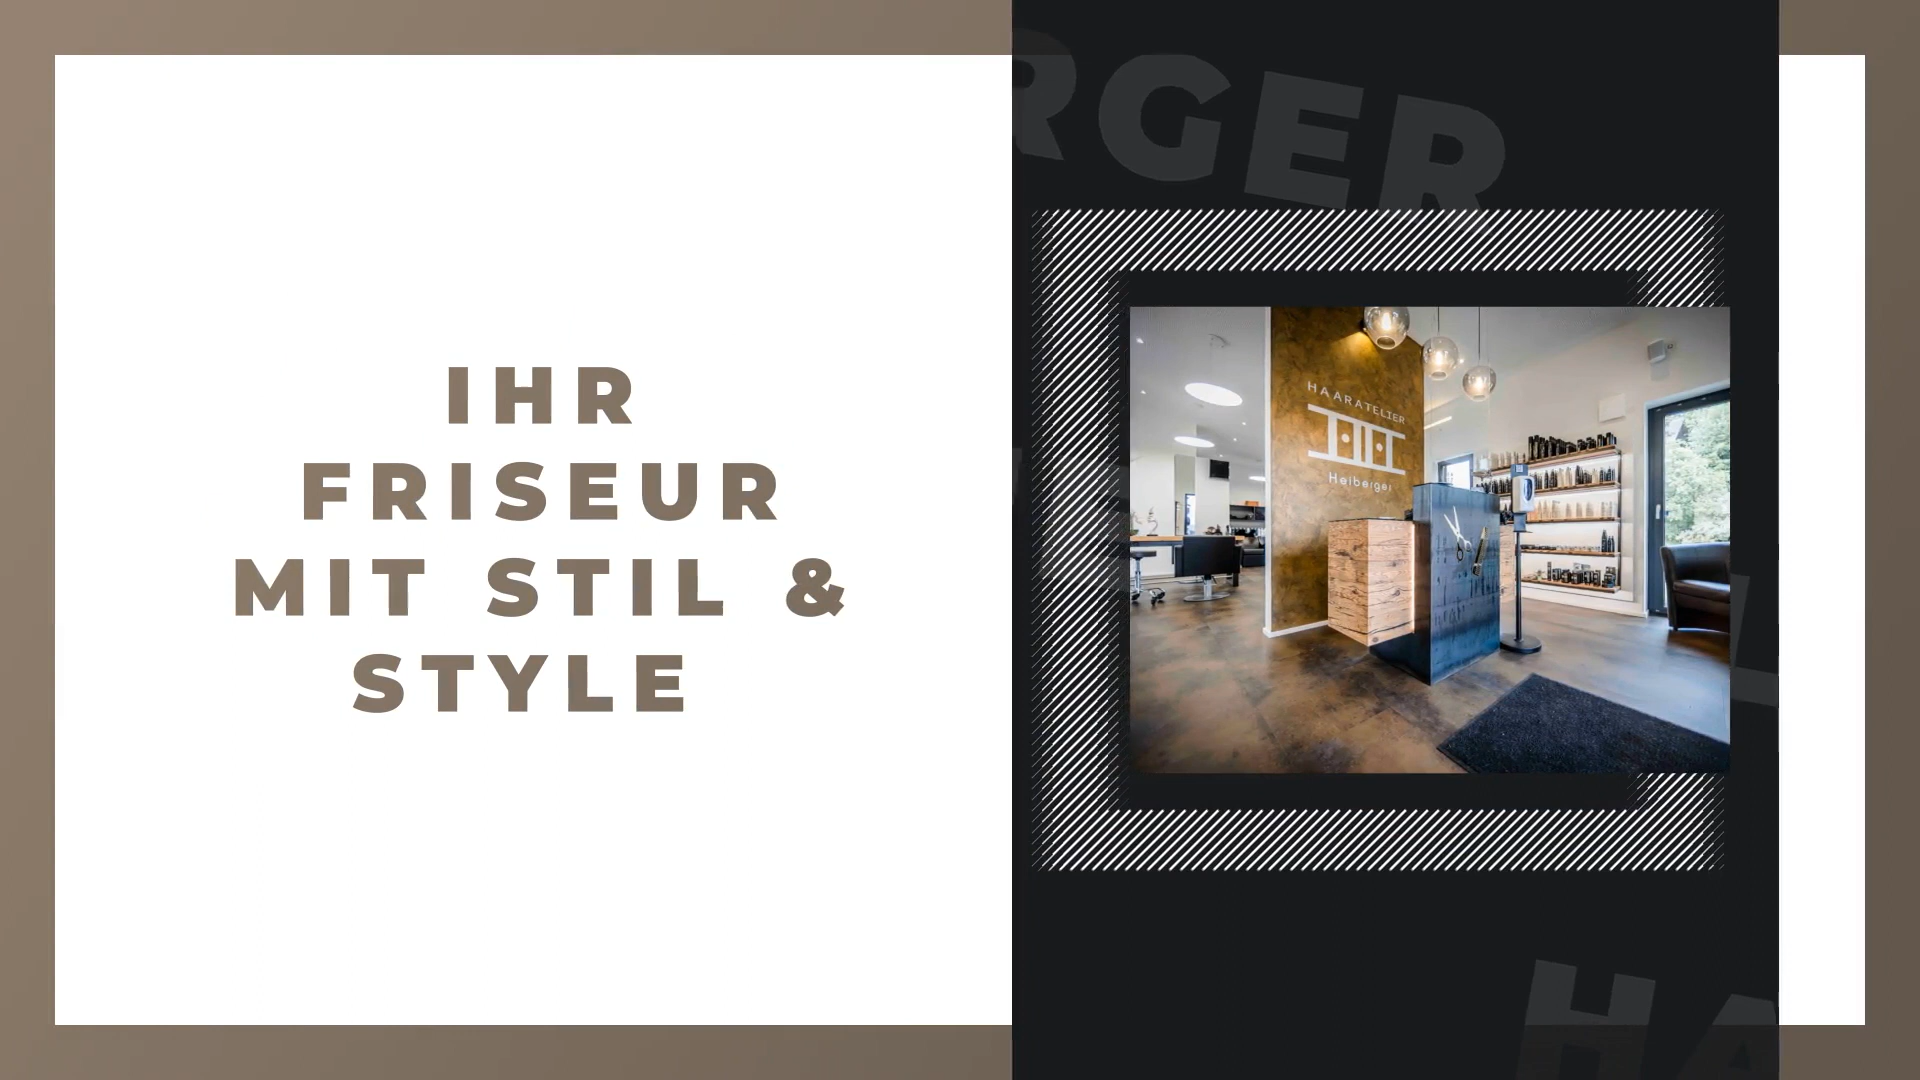 IHR
FRISEUR
MIT STIL &
STYLE
RGER
HAARATELIER
Heiberger
HA